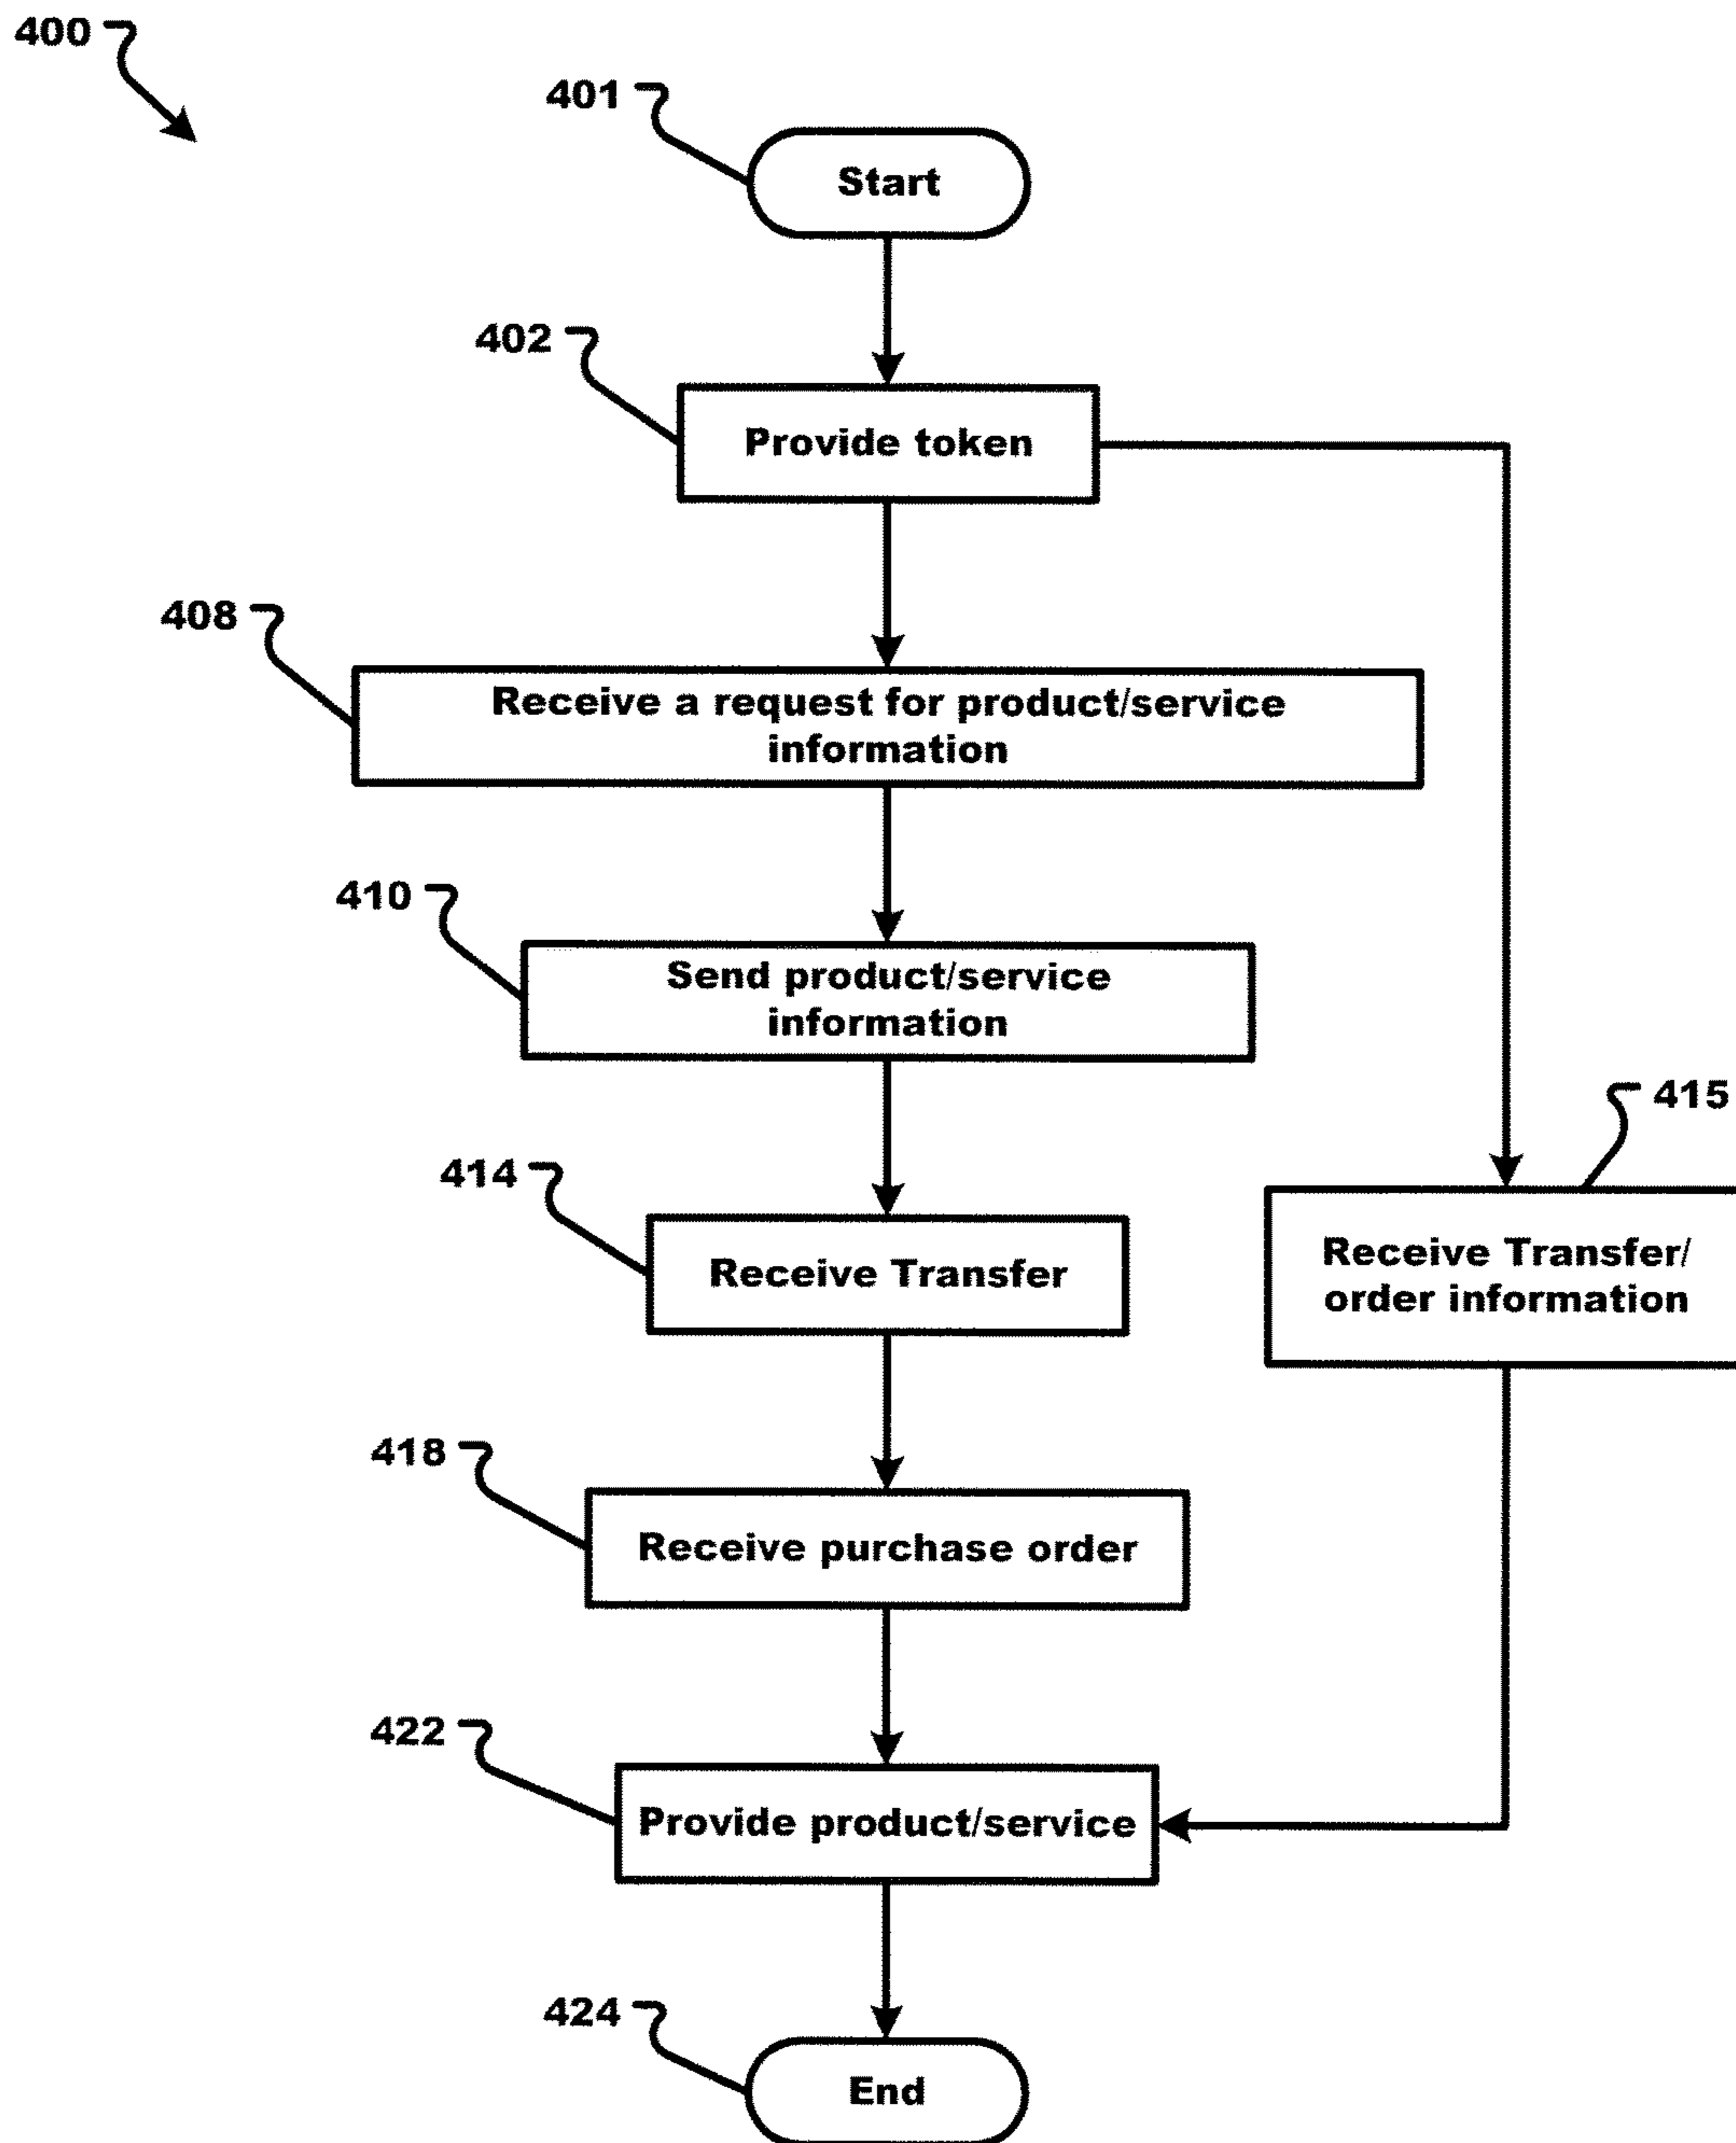 400
401
Start
402
Provide token
408
Receive a request for product/service
information
410
Send product/service
information
415
414
Receive Transfer
Receive Transfer/
order information
418
Receive purchase order
422
Provide product/service
424
End